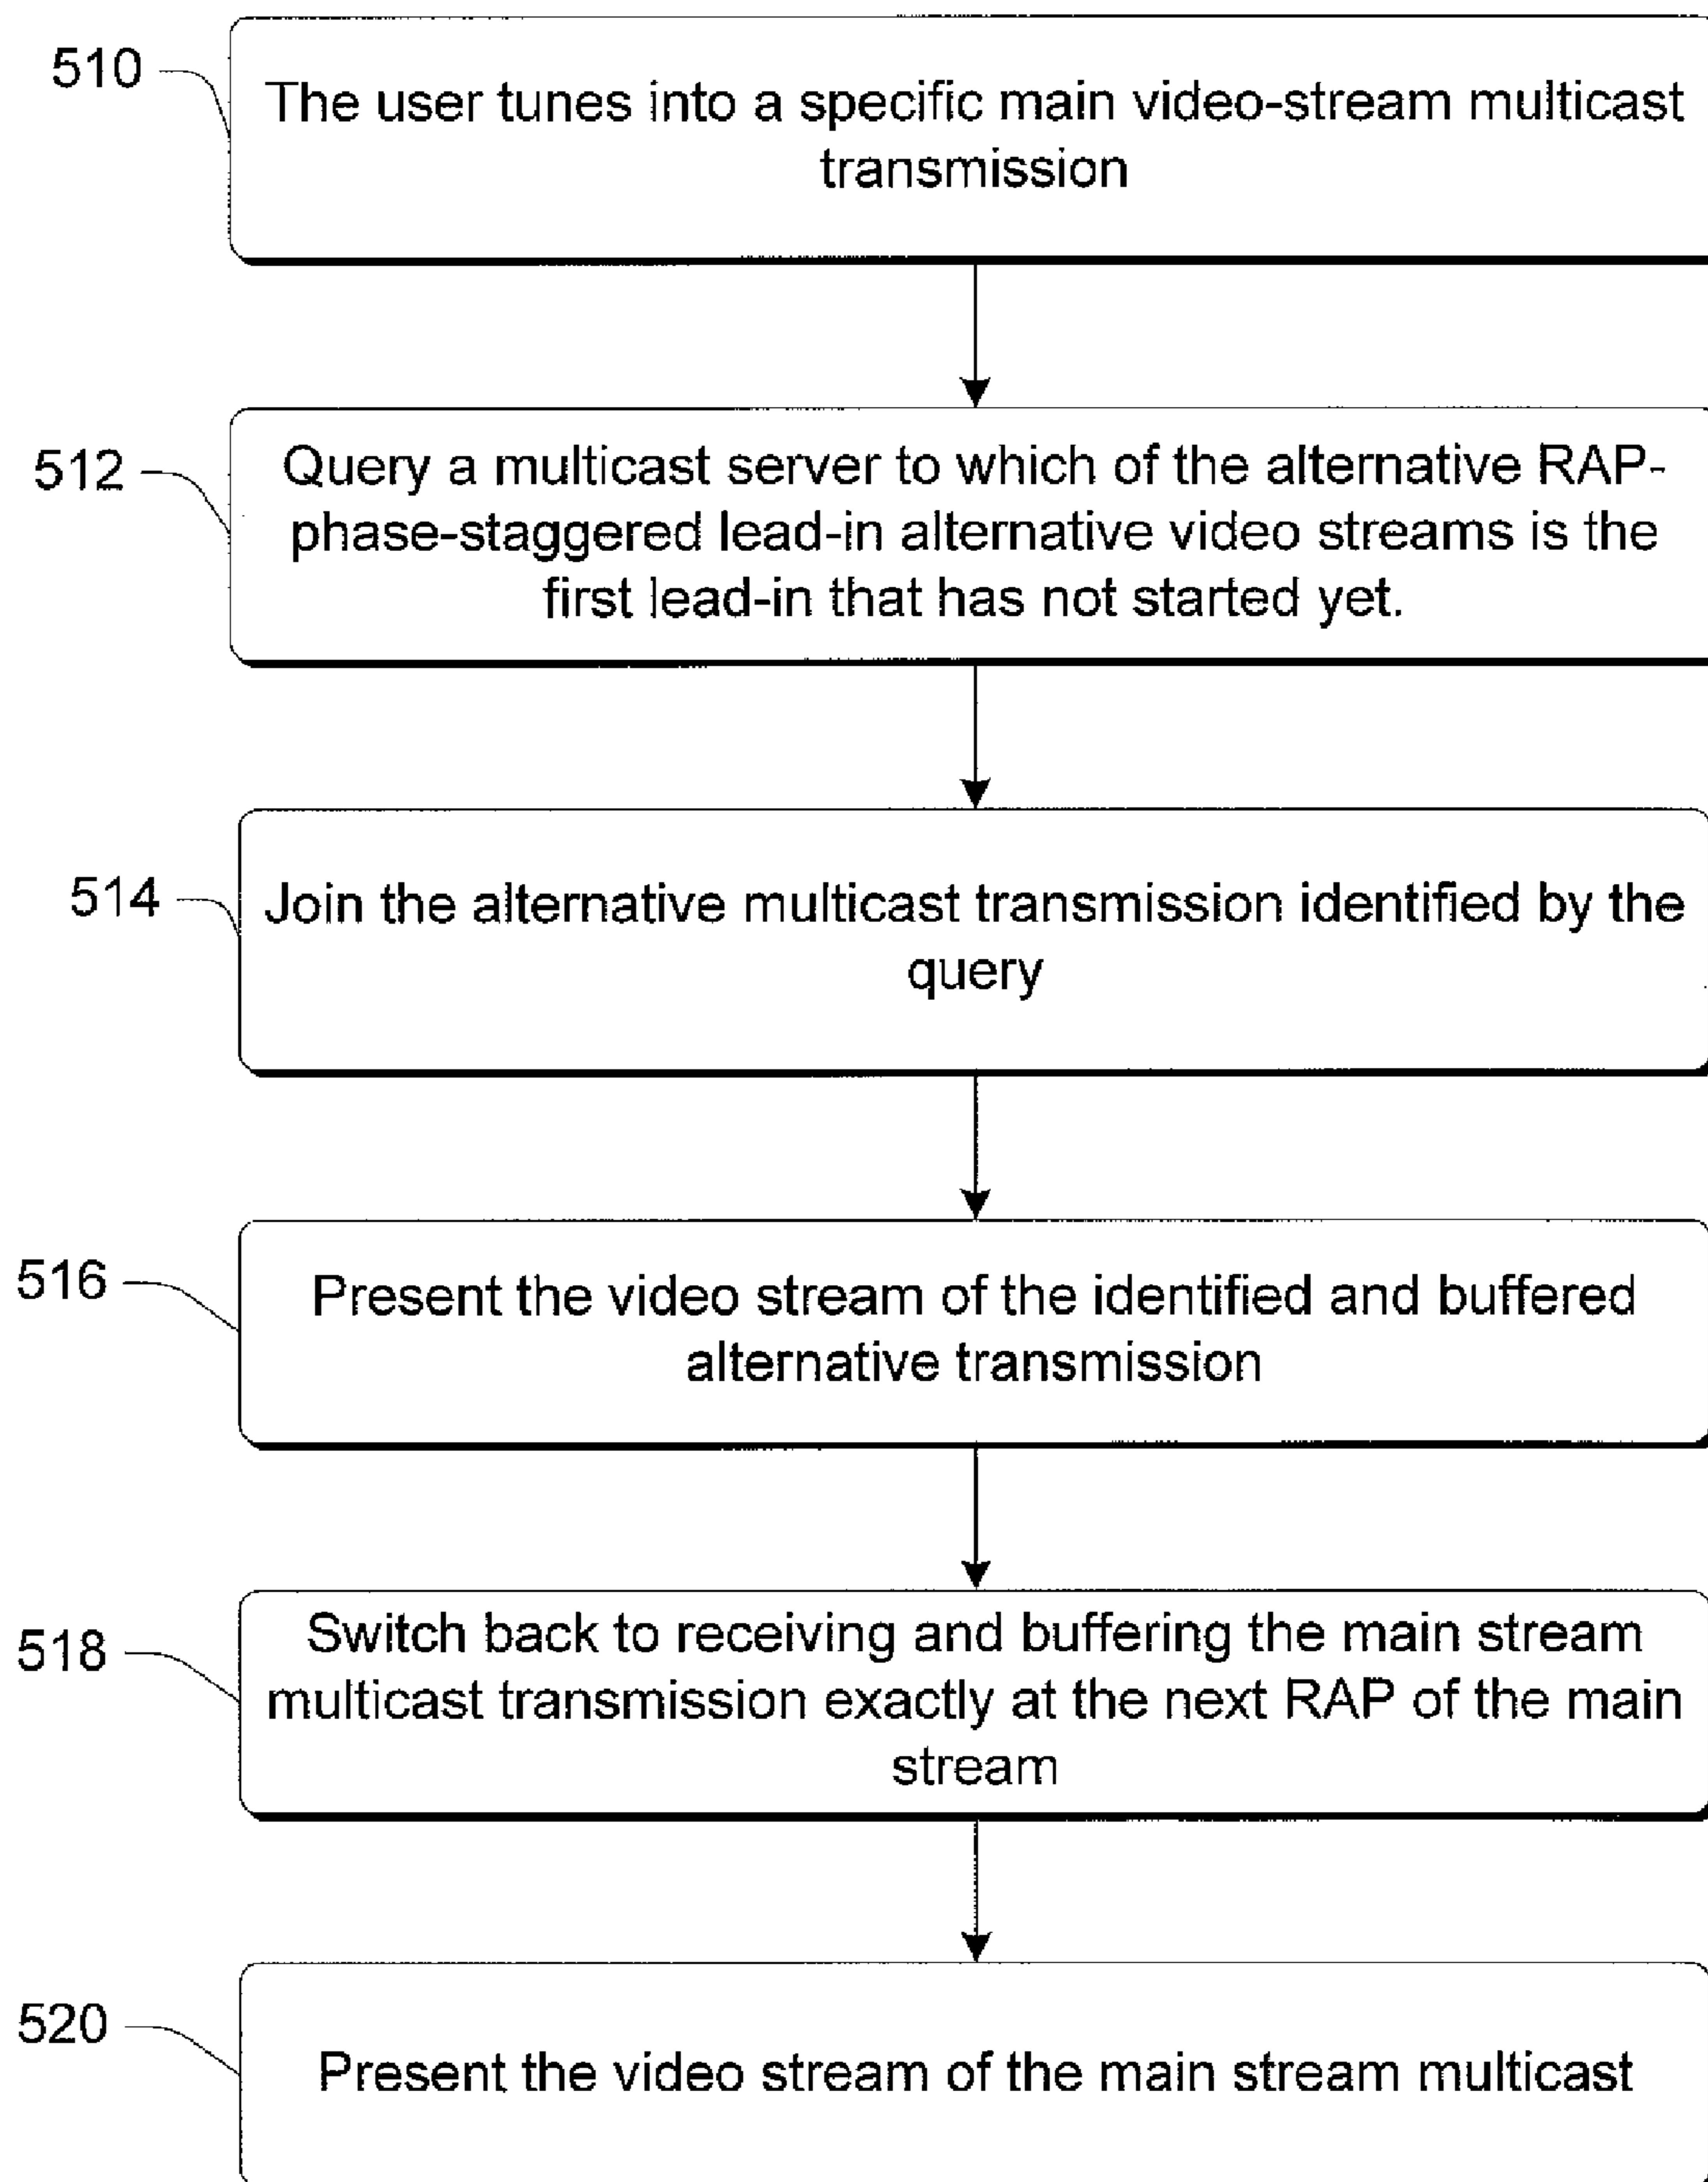 510
The user tunes into a specific main video-stream multicast
transmission
512
Query a multicast server to which of the alternative RAP-
phase-staggered lead-in alternative video streams is the
first lead-in that has not started yet.
514
Join the alternative multicast transmission identified by the
query
516
Present the video stream of the identified and buffered
alternative transmission
518
Switch back to receiving and buffering the main stream
multicast transmission exactly at the next RAP of the main
stream
520
Present the video stream of the main stream multicast